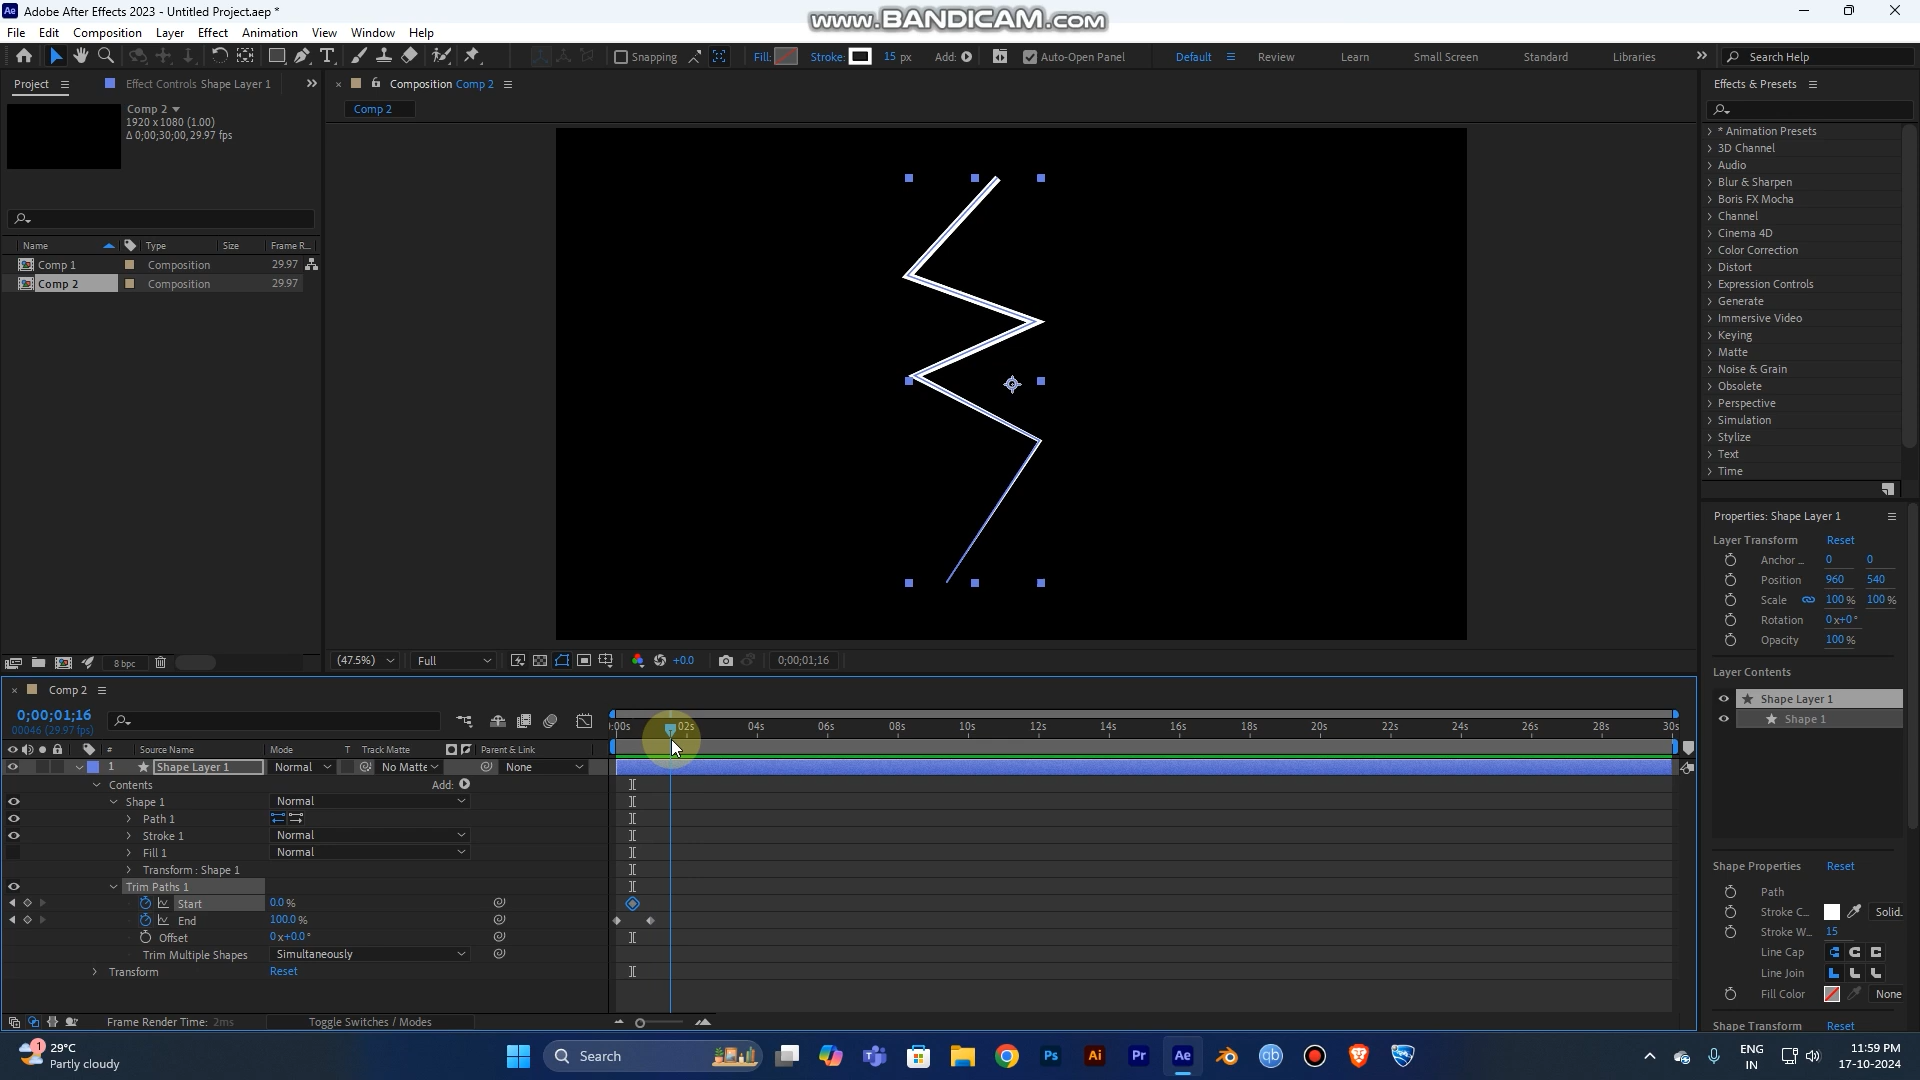 Adobe After Effects 2023 - Untitled Project.aep *
www.BANDICAM.com
File Edit Composition Layer Effect Animation View Window Help
Snapping Fill: Stroke: 15 px Add: Auto-Open Panel Default Review Learn Small Screen Standard Libraries Search Help
Project Effect Controls Shape Layer 1
Composition Comp 2
Effects & Presets
Comp 2
1920 x 1080 (1.00)
Δ 0;00;30;00, 29.97 fps
Comp 2
Name Type Size Frame R...
Comp 1 Composition 29.97
Comp 2 Composition 29.97
* Animation Presets
3D Channel
Audio
Blur & Sharpen
Boris FX Mocha
Channel
Cinema 4D
Color Correction
Distort
Expression Controls
Generate
Immersive Video
Keying
Matte
Noise & Grain
Obsolete
Perspective
Simulation
Stylize
Text
Time
Properties: Shape Layer 1
Layer Transform Reset
Anchor ... 0 0
Position 960 540
Scale 100 % 100 %
Rotation 0x+0°
Opacity 100 %
Layer Contents
Shape Layer 1
Shape 1
Shape Properties Reset
Path
Stroke C... Solid.
Stroke W... 15
Line Cap
Line Join
Fill Color None
Shape Transform Reset
8 bpc
(47.5%) Full +0.0 0;00;01;16
Comp 2
0;00;01;16
00046 (29.97 fps)
:00s 02s 04s 06s 08s 10s 12s 14s 16s 18s 20s 22s 24s 26s 28s 30s
# Source Name Mode T Track Matte Parent & Link
1 Shape Layer 1 Normal No Matte None
Contents Add:
Shape 1 Normal
Path 1
Stroke 1 Normal
Fill 1 Normal
Transform : Shape 1
Trim Paths 1
Start 0.0 %
End 100.0 %
Offset 0x+0.0°
Trim Multiple Shapes Simultaneously
Transform Reset
Frame Render Time: 2ms Toggle Switches / Modes
1 29°C
Partly cloudy
Search
Ps Ai Pr Ae qb
ENG
IN
11:59 PM
17-10-2024